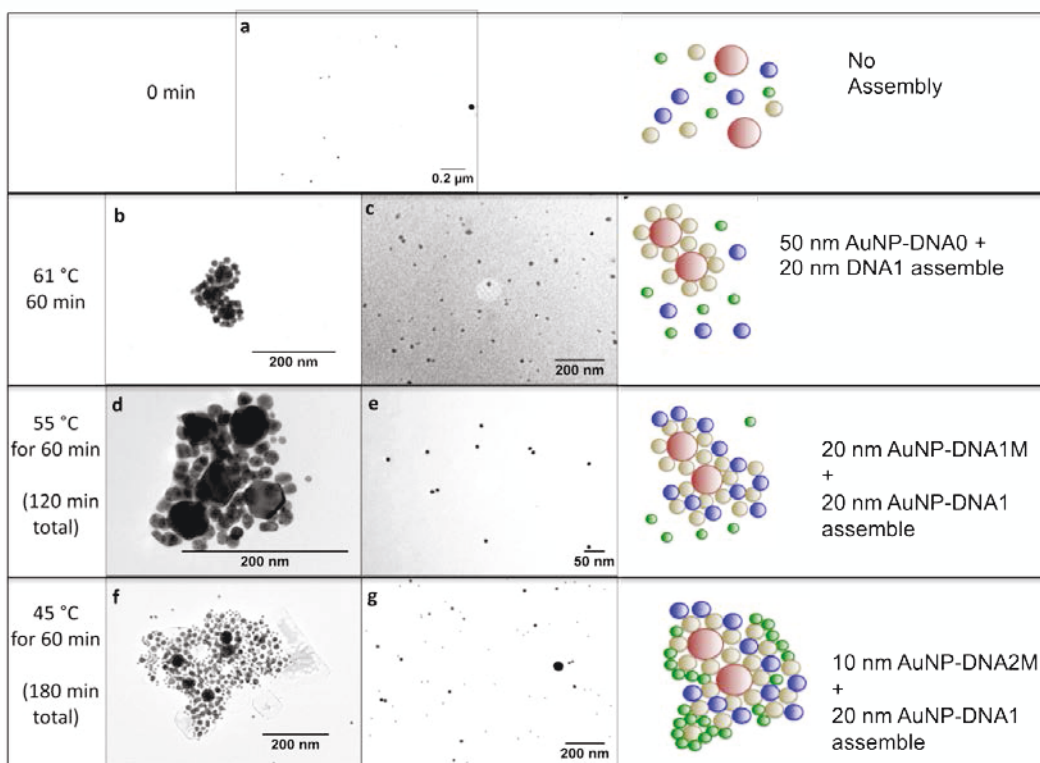 a
0 min
0.2 µm
No
Assembly
b
c
61 °C
60 min
200 nm
200 nm
50 nm AuNP-DNA0 +
20 nm DNA1 assemble
d
e
55 °C
for 60 min
(120 min
total)
200 nm
50 nm
20 nm AuNP-DNA1M
+
20 nm AuNP-DNA1
assemble
f
g
45 °C
for 60 min
(180 min
total)
200 nm
200 nm
10 nm AuNP-DNA2M
+
20 nm AuNP-DNA1
assemble